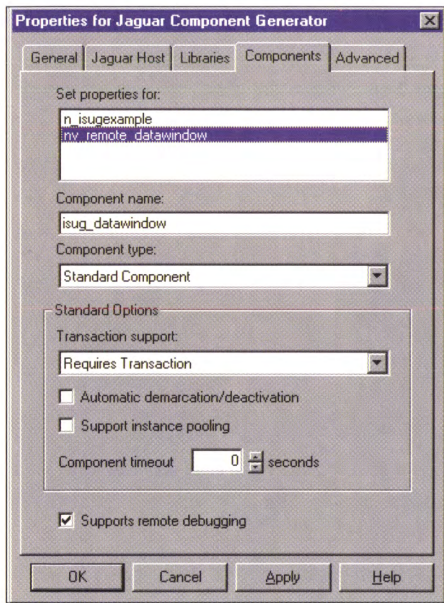 Properties for Jaguar Component Generator
General Jaguar Host Libraries Components Advanced
Set properties for:
n_isugexample
nv_remote_datawindow
Component name:
isug_datawindow
Component type:
Standard Component
Standard Options
Transaction support:
Requires Transaction
Automatic demarcation/deactivation
Support instance pooling
Component timeout 0 seconds
Supports remote debugging
OK Cancel Apply Help